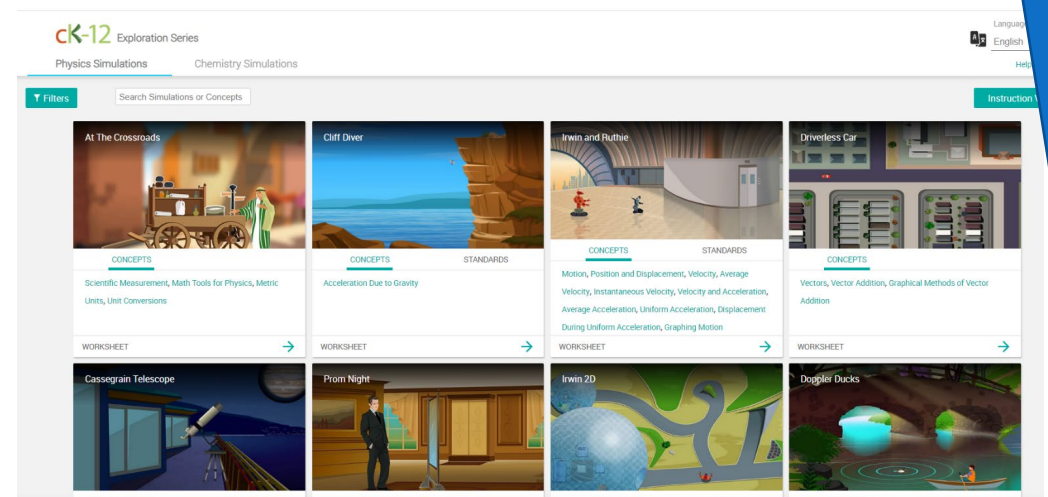 cK-12 Exploration Series
Language
English
Physics Simulations
Chemistry Simulations
Help
Filters
Search Simulations or Concepts
Instruction
At The Crossroads
CONCEPTS
Scientific Measurement, Math Tools for Physics, Metric
Units, Unit Conversions
WORKSHEET
Cliff Diver
CONCEPTS
STANDARDS
Acceleration Due to Gravity
WORKSHEET
Irwin and Ruthie
CONCEPTS
STANDARDS
Motion, Position and Displacement, Velocity, Average
Velocity, Instantaneous Velocity, Velocity and Acceleration,
Average Acceleration, Uniform Acceleration, Displacement
During Uniform Acceleration, Graphing Motion
WORKSHEET
Driverless Car
CONCEPTS
Vectors, Vector Addition, Graphical Methods of Vector
Addition
WORKSHEET
Cassegrain Telescope
Prom Night
Irwin 2D
Doppler Ducks